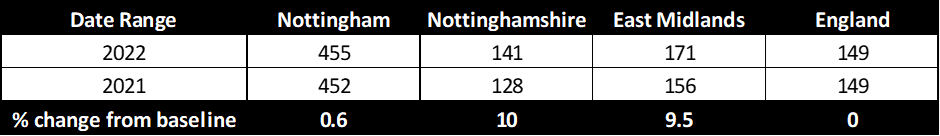 Date Range Nottingham Nottinghamshire East Midlands England
2022 455 141 171 149
2021 452 128 156 149
% change from baseline 0.6 10 9.5 0